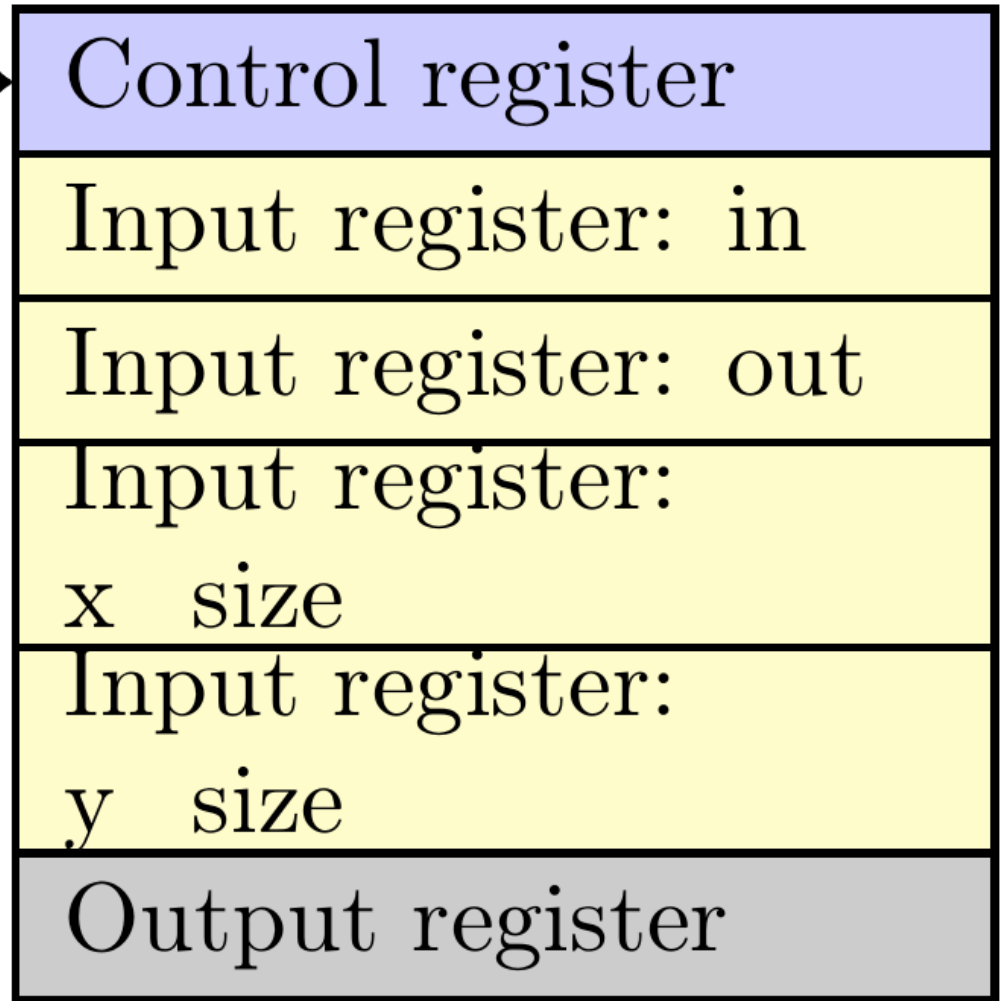 Control register
Input register: in
Input register: out
Input register:
x size
Input register:
y size
Output register